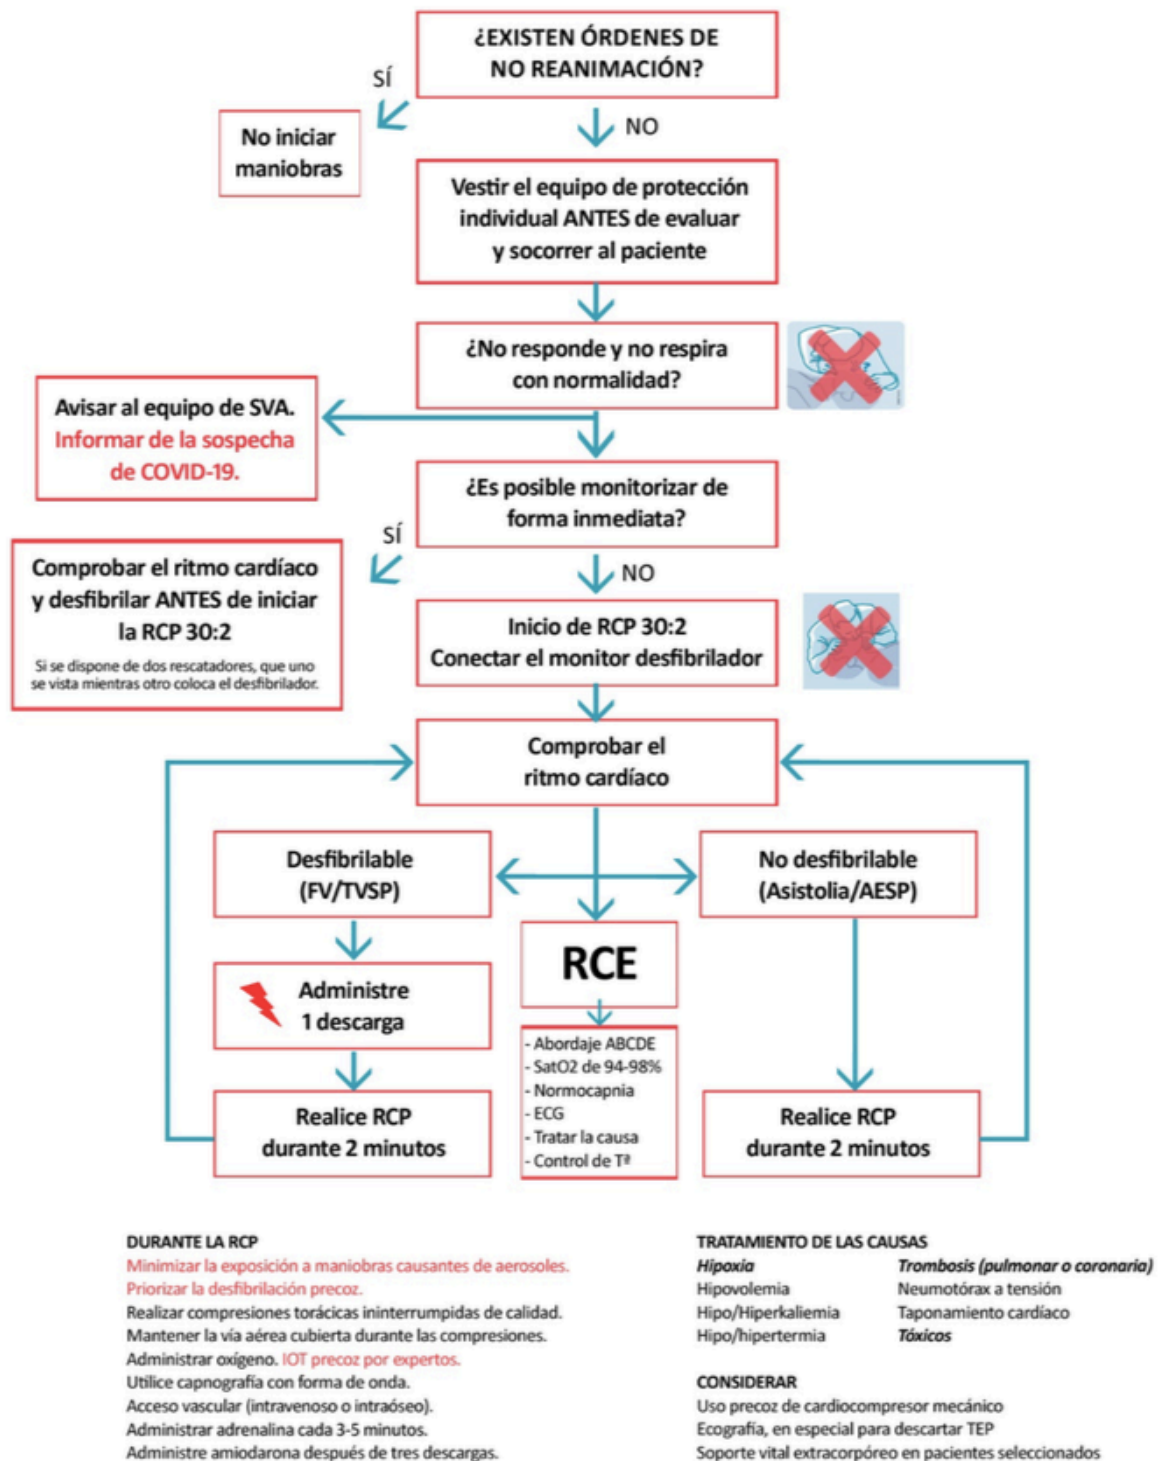 ¿EXISTEN ÓRDENES DE
NO REANIMACIÓN?
SÍ
NO
No iniciar
maniobras
Vestir el equipo de protección
individual ANTES de evaluar
y socorrer al paciente
¿No responde y no respira
con normalidad?
Avisar al equipo de SVA.
Informar de la sospecha
de COVID-19.
¿Es posible monitorizar de
forma inmediata?
SÍ
NO
Comprobar el ritmo cardíaco
y desfibrilar ANTES de iniciar
la RCP 30:2
Si se dispone de dos rescatadores, que uno
se vista mientras otro coloca el desfibrilador.
Inicio de RCP 30:2
Conectar el monitor desfibrilador
Comprobar el
ritmo cardíaco
Desfibrilable
(FV/TVSP)
No desfibrilable
(Asistolia/AESP)
RCE
Administre
1 descarga
- Abordaje ABCDE
- SatO2 de 94-98%
- Normocapnia
- ECG
- Tratar la causa
- Control de Tª
Realice RCP
durante 2 minutos
Realice RCP
durante 2 minutos
DURANTE LA RCP
Minimizar la exposición a maniobras causantes de aerosoles.
Priorizar la desfibrilación precoz.
Realizar compresiones torácicas ininterrumpidas de calidad.
Mantener la vía aérea cubierta durante las compresiones.
Administrar oxígeno. IOT precoz por expertos.
Utilice capnografía con forma de onda.
Acceso vascular (intravenoso o intraóseo).
Administrar adrenalina cada 3-5 minutos.
Administre amiodarona después de tres descargas.
TRATAMIENTO DE LAS CAUSAS
Hipoxia Trombosis (pulmonar o coronaria)
Hipovolemia Neumotórax a tensión
Hipo/Hiperkaliemia Taponamiento cardíaco
Hipo/hipertermia Tóxicos
CONSIDERAR
Uso precoz de cardiocompresor mecánico
Ecografía, en especial para descartar TEP
Soporte vital extracorpóreo en pacientes seleccionados